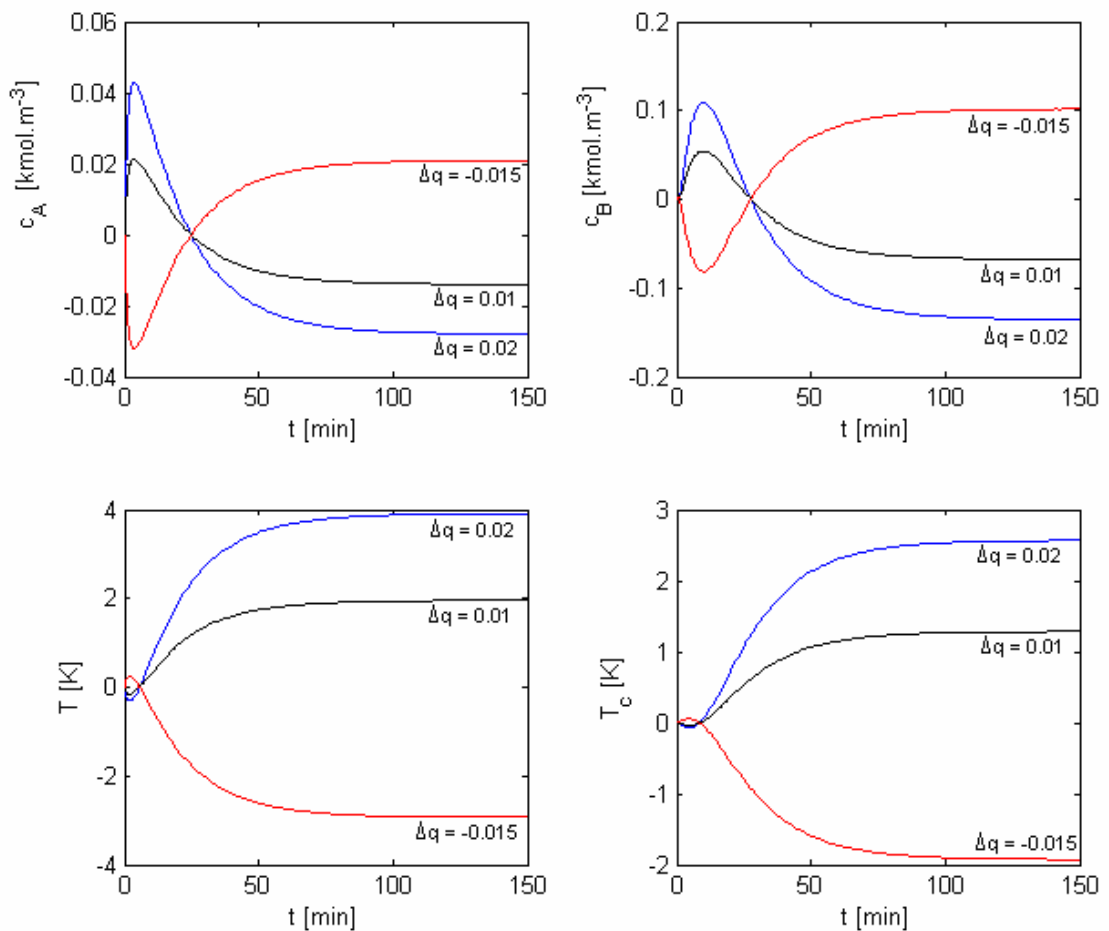 0.06
0.04
0.02
0
-0.02
-0.04
c_A [kmol.m^-3]
Δq = -0.015
Δq = 0.01
Δq = 0.02
0 50 100 150
t [min]
0.2
0.1
0
-0.1
-0.2
c_B [kmol.m^-3]
Δq = -0.015
Δq = 0.01
Δq = 0.02
0 50 100 150
t [min]
4
2
0
-2
-4
T [K]
Δq = 0.02
Δq = 0.01
Δq = -0.015
0 50 100 150
t [min]
3
2
1
0
-1
-2
T_c [K]
Δq = 0.02
Δq = 0.01
Δq = -0.015
0 50 100 150
t [min]